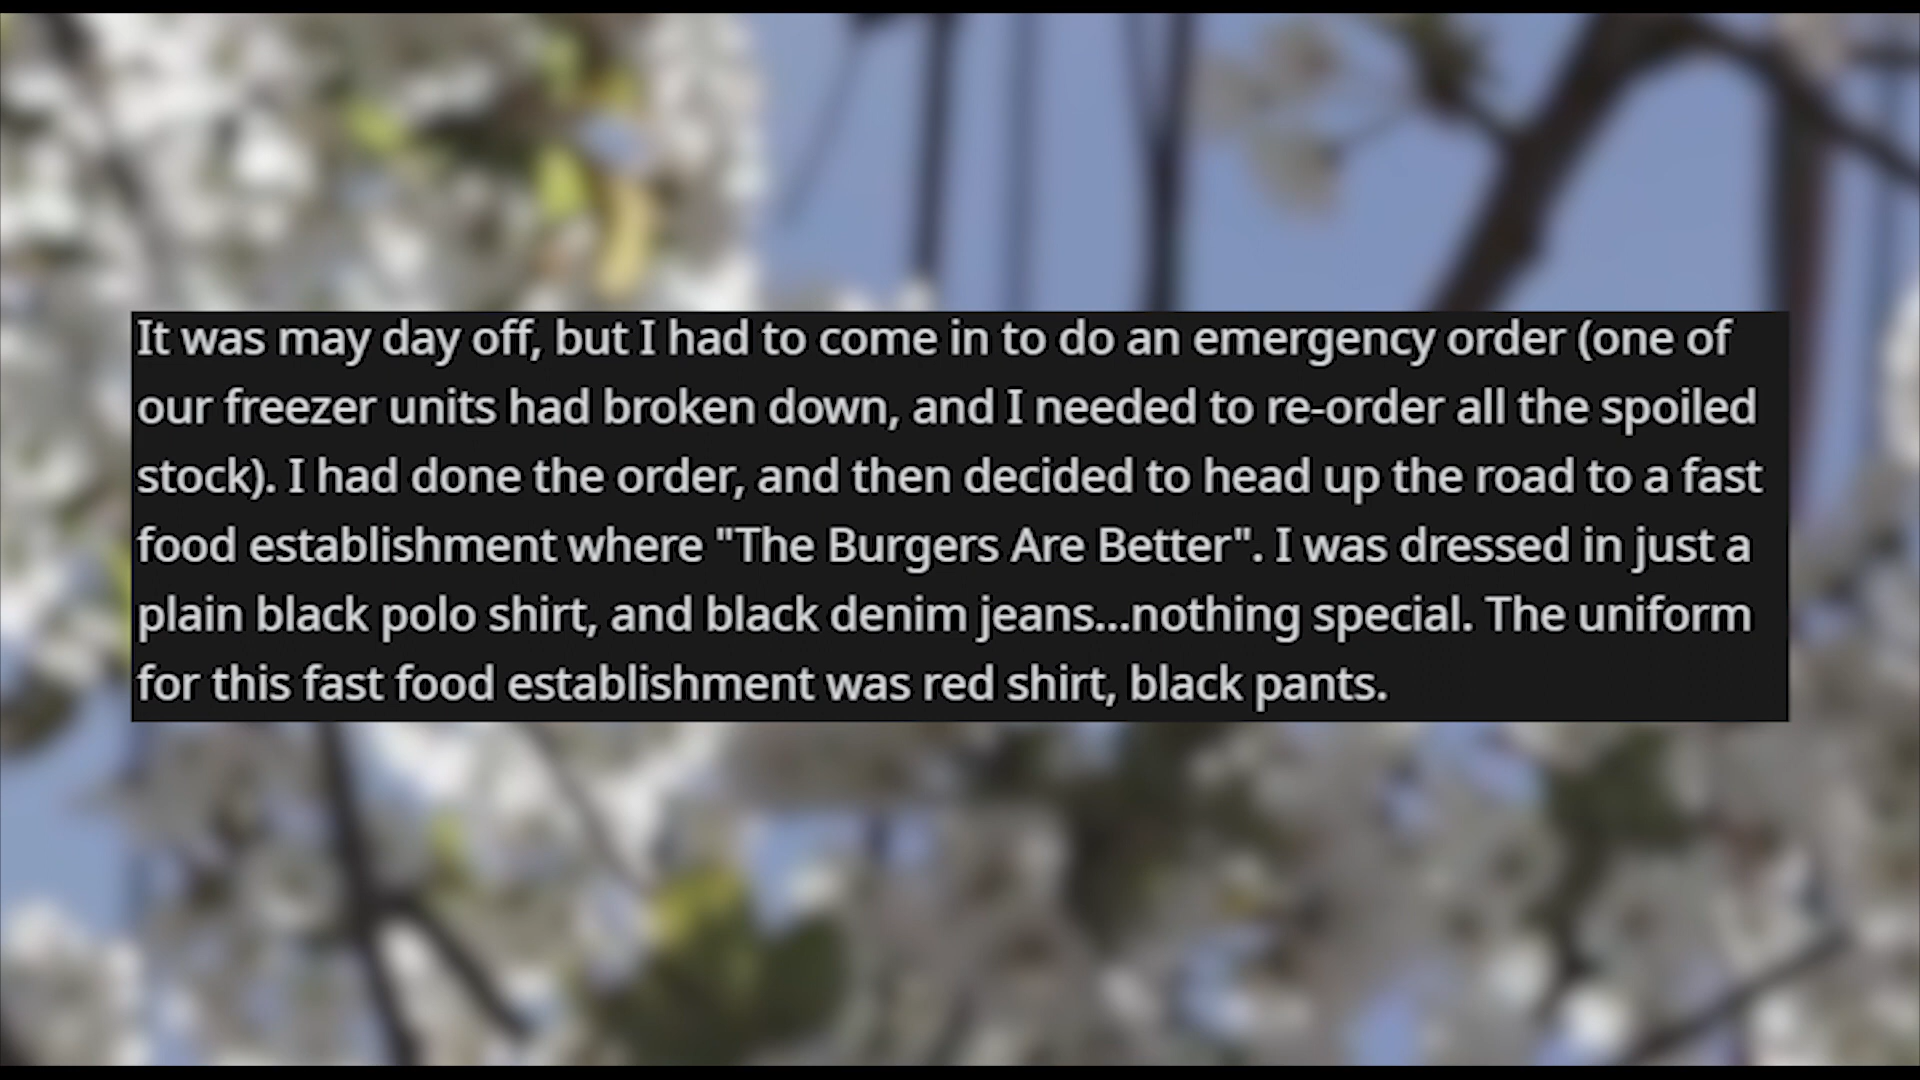 It was may day off, but I had to come in to do an emergency order (one of
our freezer units had broken down, and I needed to re-order all the spoiled
stock). I had done the order, and then decided to head up the road to a fast
food establishment where "The Burgers Are Better". I was dressed in just a
plain black polo shirt, and black denim jeans...nothing special. The uniform
for this fast food establishment was red shirt, black pants.